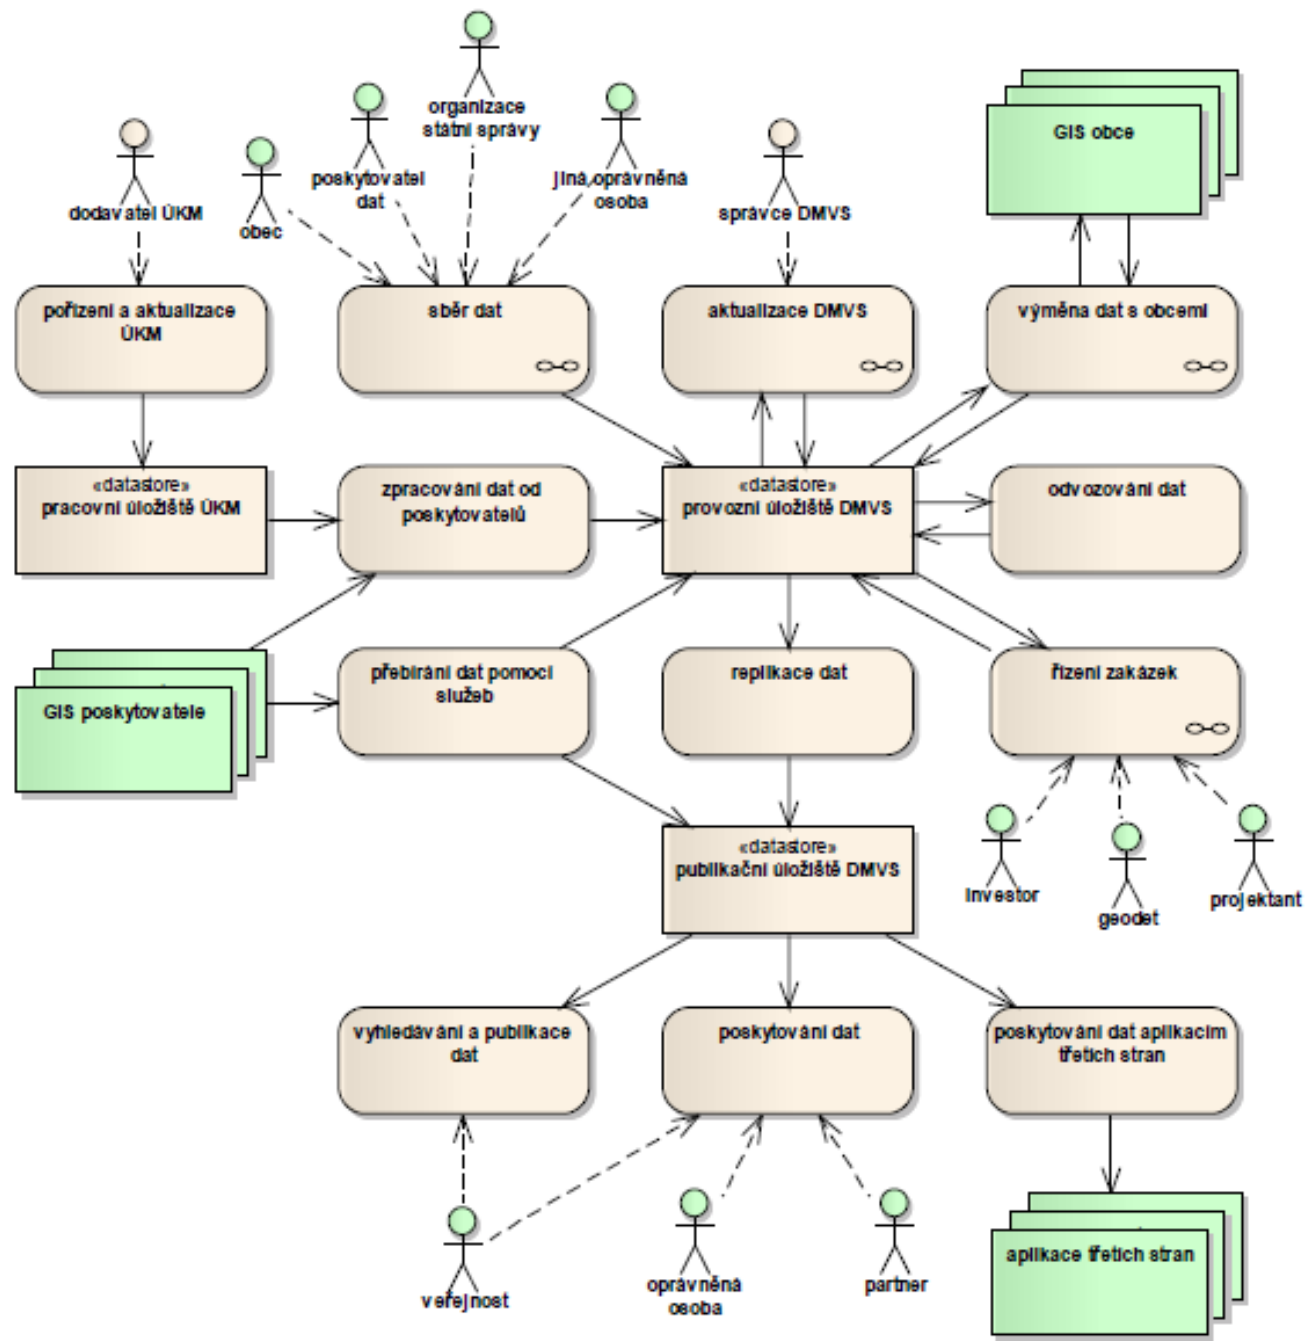 organizace
státní správy
poskytovatel
dat
jiná oprávněná
osoba
GIS obce
dodavatel ÚKM
obec
správce DMVS
pořízení a aktualizace
ÚKM
sběr dat
aktualizace DMVS
výměna dat s obcemi
«datastore»
pracovní úložiště ÚKM
zpracování dat od
poskytovatelů
«datastore»
provozní úložiště DMVS
odvozování dat
GIS poskytovatele
přebírání dat pomocí
služeb
replikace dat
řízení zakázek
«datastore»
publikační úložiště DMVS
investor
geodet
projektant
vyhledávání a publikace
dat
poskytování dat
poskytování dat aplikacím
třetích stran
veřejnost
oprávněná
osoba
partner
aplikace třetích stran